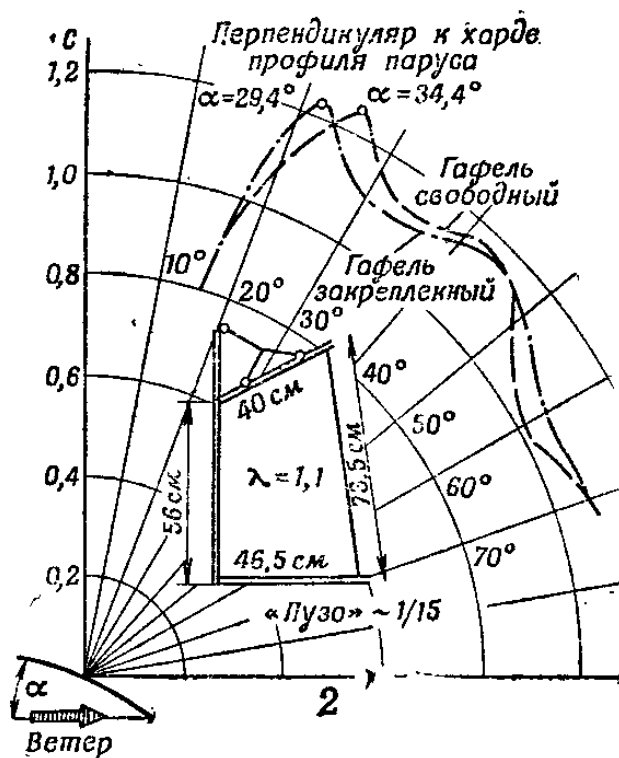 Перпендикуляр к хорде
профиля паруса
°C
1,2
α=29,4°
α=34,4°
Гафель
свободный
1,0
10°
Гафель
закрепленный
0,8
20°
30°
0,6
40 см
40°
50°
0,4
56 см
λ=1,1
73,5 см
60°
46,5 см
70°
0,2
«Пузо» ~ 1/15
α
2
Ветер